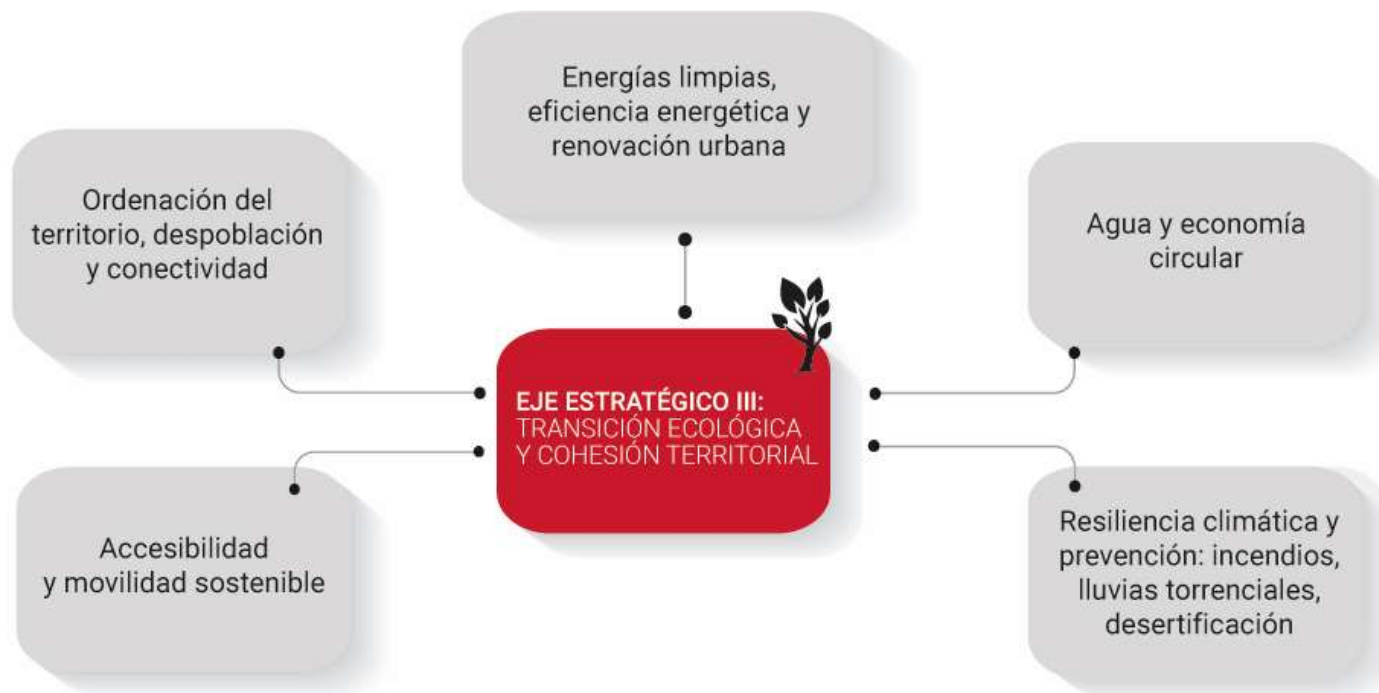 Energías limpias,
eficiencia energética y
renovación urbana
Ordenación del
territorio, despoblación
y conectividad
Agua y economía
circular
EJE ESTRATÉGICO III:
TRANSICIÓN ECOLÓGICA
Y COHESIÓN TERRITORIAL
Accesibilidad
y movilidad sostenible
Resiliencia climática y
prevención: incendios,
lluvias torrenciales,
desertificación